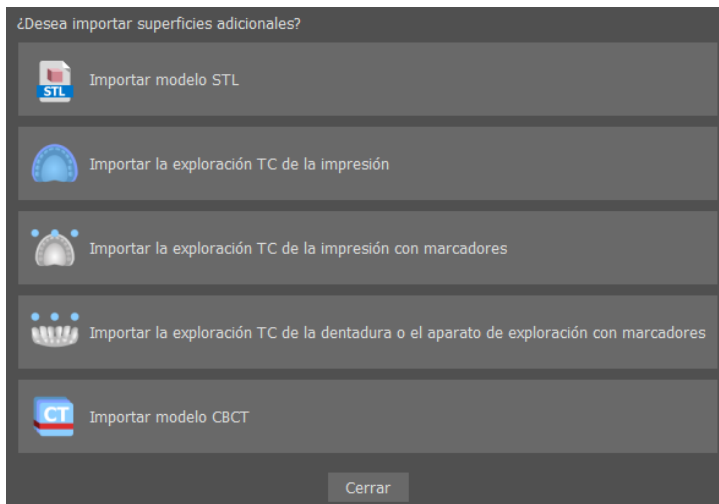 ¿Desea importar superficies adicionales?
STL
Importar modelo STL
Importar la exploración TC de la impresión
Importar la exploración TC de la impresión con marcadores
Importar la exploración TC de la dentadura o el aparato de exploración con marcadores
CT
Importar modelo CBCT
Cerrar